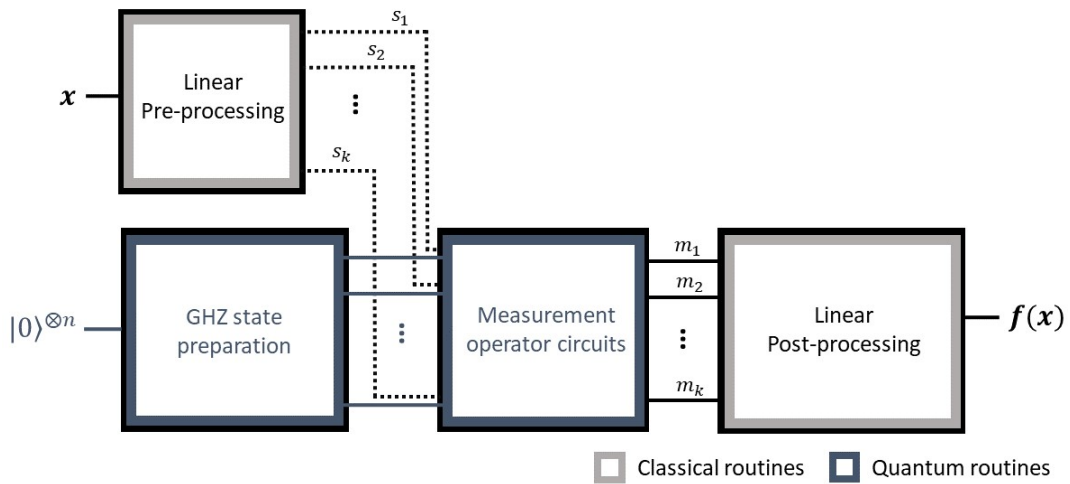 s₁
s₂
Linear
Pre-processing
x
⋮
sₖ
m₁
m₂
|0⟩⊗ⁿ
GHZ state
preparation
⋮
Measurement
operator circuits
⋮
Linear
Post-processing
f(x)
mₖ
Classical routines
Quantum routines